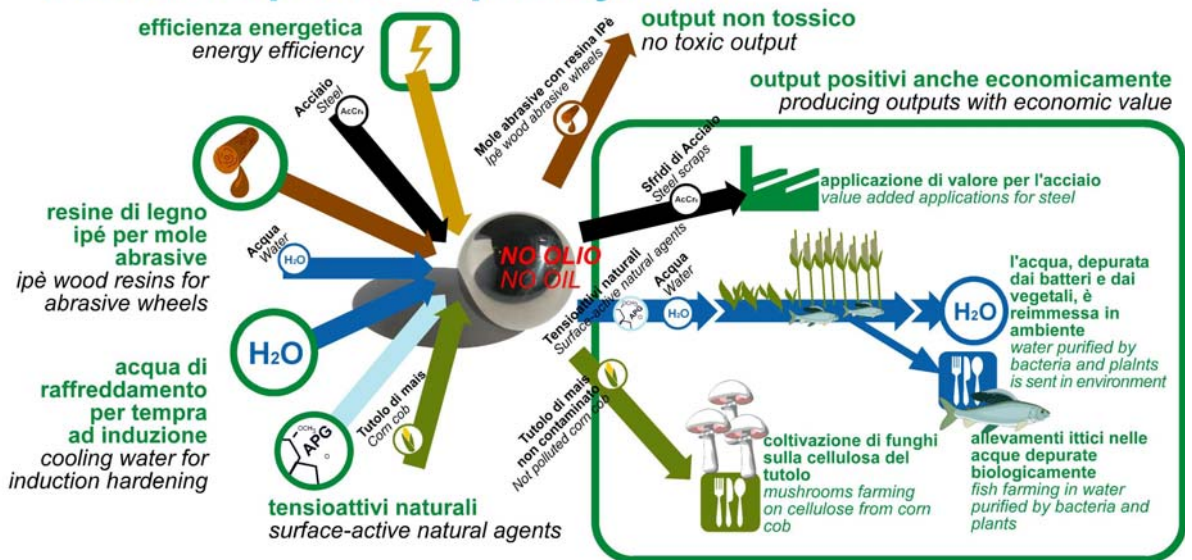 efficienza energetica
energy efficiency
output non tossico
no toxic output
output positivi anche economicamente
producing outputs with economic value
Acciaio
Steel
AcCr₆
Mole abrasive con resina IPè
Ipè wood abrasive wheels
Sfridi di Acciaio
Steel scraps
AcCr₆
applicazione di valore per l'acciaio
value added applications for steel
resine di legno
ipé per mole
abrasive
ipè wood resins for
abrasive wheels
Acqua
Water
H₂O
NO OLIO
NO OIL
Tensioattivi naturali
Surface-active natural agents
APG
Acqua
Water
H₂O
H₂O
l'acqua, depurata
dai batteri e dai
vegetali, è
reimmessa in
ambiente
water purified by
bacteria and plalnts
is sent in environment
H₂O
acqua di
raffreddamento
per tempra
ad induzione
cooling water for
induction hardening
OCH₃
APG
tensioattivi naturali
surface-active natural agents
Tutolo di mais
Corn cob
Tutolo di mais
non contaminato
Not polluted corn cob
coltivazione di funghi
sulla cellulosa del
tutolo
mushrooms farming
on cellulose from corn
cob
allevamenti ittici nelle
acque depurate
biologicamente
fish farming in water
purified by bacteria and
plants